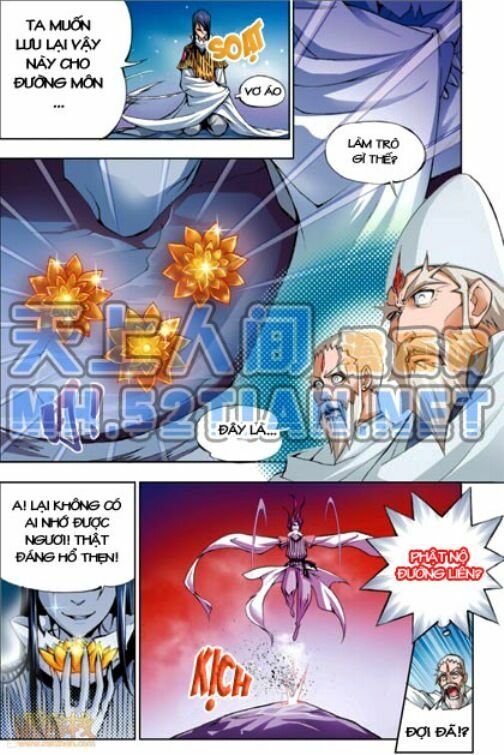 TA MUỐN
LƯU LẠI VẬY
NÀY CHO
ĐƯỜNG MÔN
...
SOẠT
VƠ ÁO
LÀM TRÒ
GÌ THẾ?
天上人间
MH.52TIAN.NET
ĐÂY LÀ...
A! LẠI KHÔNG CÓ
AI NHỚ ĐƯỢC
NGƯƠI!! THẬT
ĐÁNG HỔ THẸN!
PHẬT NỘ
ĐƯỜNG LIÊN?
KỊCH
ĐỢI ĐÃ!?